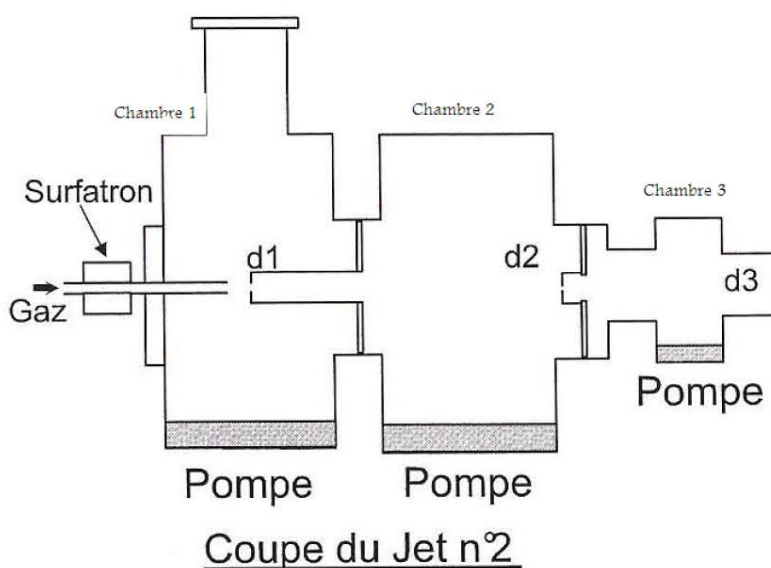 Chambre 1
Chambre 2
Chambre 3
Surfatron
d1
d2
d3
Gaz
Pompe
Pompe
Pompe
Coupe du Jet n°2